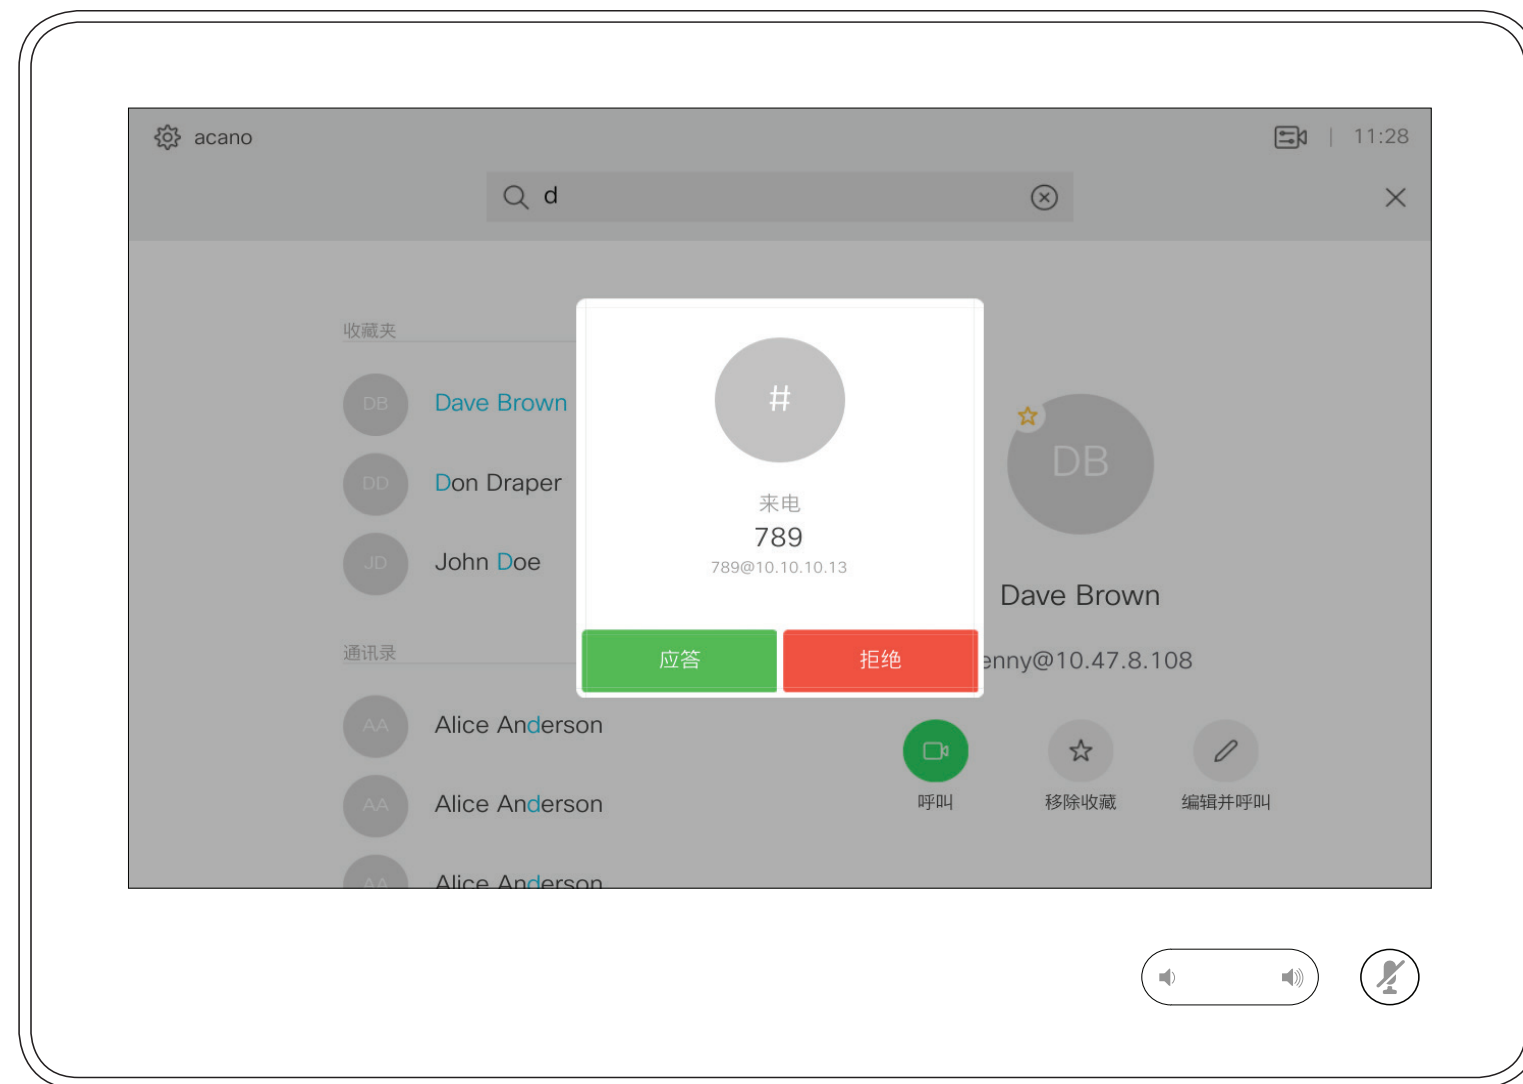 acano
11:28
d
收藏夹
DB
Dave Brown
DD
Don Draper
JD
John Doe
通讯录
AA
Alice Anderson
AA
Alice Anderson
AA
Alice Anderson
#
来电
789
789@10.10.10.13
应答
拒绝
DB
Dave Brown
enny@10.47.8.108
呼叫
移除收藏
编辑并呼叫